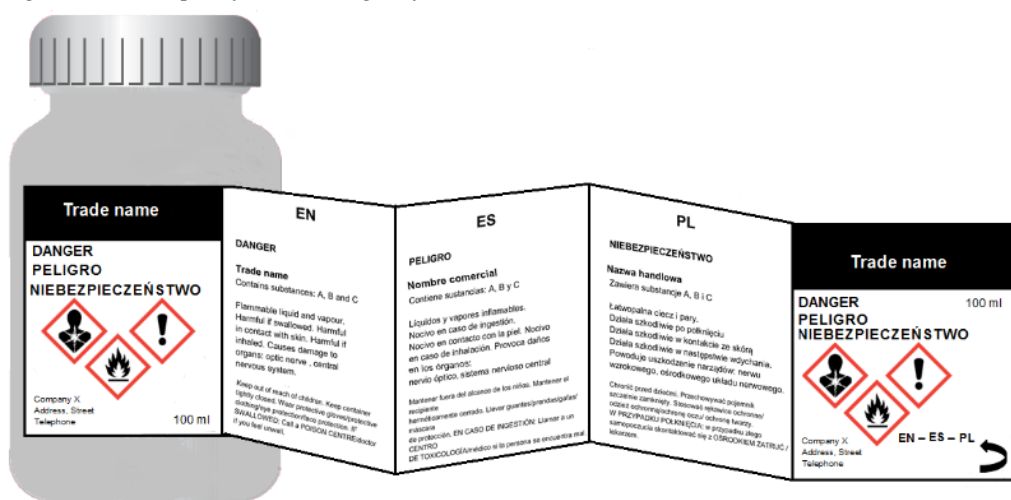 Trade name
DANGER
PELIGRO
NIEBEZPIECZEŃSTWO
Company X
Address, Street
Telephone
100 ml
EN
DANGER
Trade name
Contains substances: A, B and C
Flammable liquid and vapour.
Harmful if swallowed. Harmful
in contact with skin. Harmful if
inhaled. Causes damage to
organs: optic nerve , central
nervous system.
Keep out of reach of children. Keep container
tightly closed. Wear protective gloves/protective
clothing/eye protection/face protection. IF
SWALLOWED: Call a POISON CENTRE/doctor
if you feel unwell.
ES
PELIGRO
Nombre comercial
Contiene sustancias: A, B y C
Líquidos y vapores inflamables.
Nocivo en caso de ingestión.
Nocivo en contacto con la piel. Nocivo
en caso de inhalación. Provoca daños
en los órganos:
nervio óptico, sistema nervioso central
Mantener fuera del alcance de los niños. Mantener el
recipiente
herméticamente cerrado. Llevar guantes/prendas/gafas/
máscara
de protección. EN CASO DE INGESTIÓN: Llamar a un
CENTRO
DE TOXICOLOGÍA/médico si la persona se encuentra mal.
PL
NIEBEZPIECZEŃSTWO
Nazwa handlowa
Zawiera substancje A, B i C
Łatwopalna ciecz i pary.
Działa szkodliwie po połknięciu
Działa szkodliwie w kontakcie ze skórą
Działa szkodliwie w następstwie wdychania.
Powoduje uszkodzenie narządów: nerwu
wzrokowego, ośrodkowego układu nerwowego.
Chronić przed dziećmi. Przechowywać pojemnik
szczelnie zamknięty. Stosować rękawice ochronne/
odzież ochronną/ochronę oczu/ ochronę twarzy.
W PRZYPADKU POŁKNIĘCIA: w przypadku złego
samopoczucia skontaktować się z OŚRODKIEM ZATRUĆ /
lekarzem.
Trade name
DANGER
100 ml
PELIGRO
NIEBEZPIECZEŃSTWO
EN – ES – PL
Company X
Address, Street
Telephone